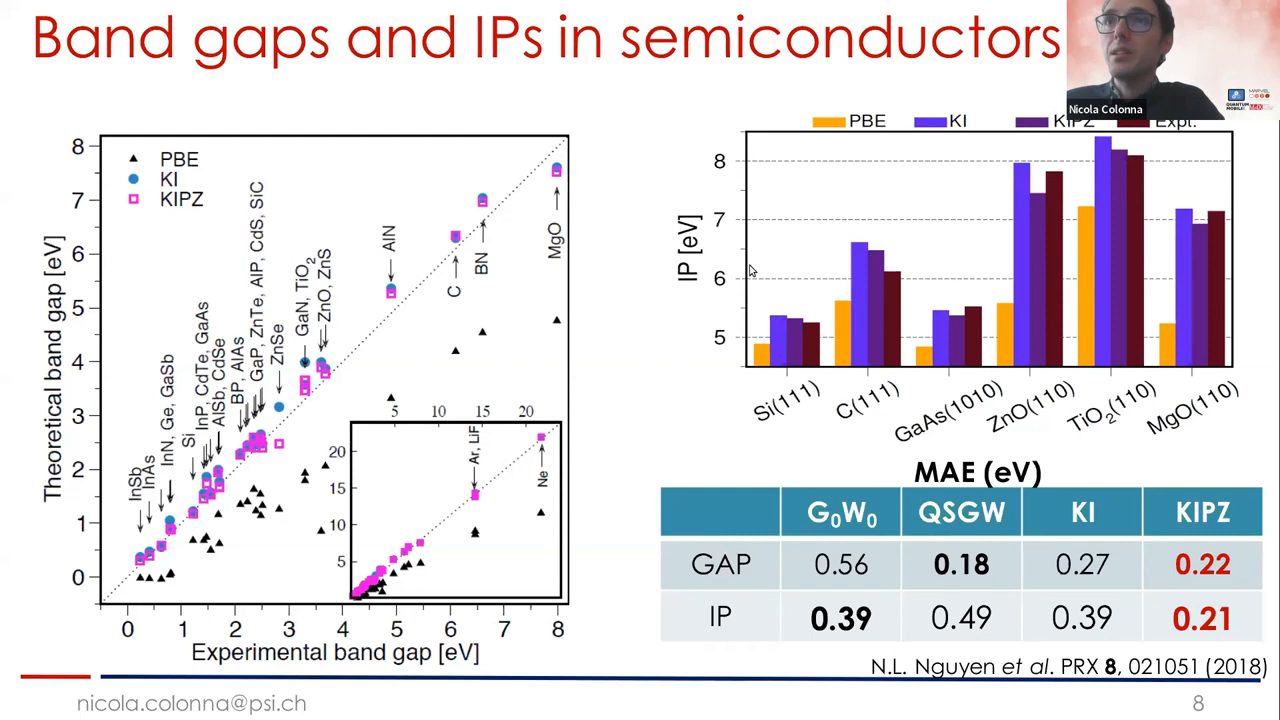 Band gaps and IPs in semiconductors
Nicola Colonna
QUANTUM MOBILE
MARVEL
PBE
KI
KIPZ
8
7
6
5
4
3
2
1
0
Theoretical band gap [eV]
InSb
InAs
InN, Ge, GaSb
Si
InP, CdTe, GaAs
AlSb, CdSe
BP, AlAs
GaP, ZnTe, AlP, CdS, SiC
ZnSe
GaN, TiO2
ZnO, ZnS
AlN
C
BN
MgO
5 10 14 22
20
15
10
5
Ar, LiF
Ne
0 1 2 3 4 5 6 7 8
Experimental band gap [eV]
PBE KI KIPZ Expt.
8
7
6
5
IP [eV]
Si(111)
C(111)
GaAs(1010)
ZnO(110)
TiO2(110)
MgO(110)
MAE (eV)
G0W0 QSGW KI KIPZ
GAP 0.56 0.18 0.27 0.22
IP 0.39 0.49 0.39 0.21
N.L. Nguyen et al. PRX 8, 021051 (2018)
nicola.colonna@psi.ch
8